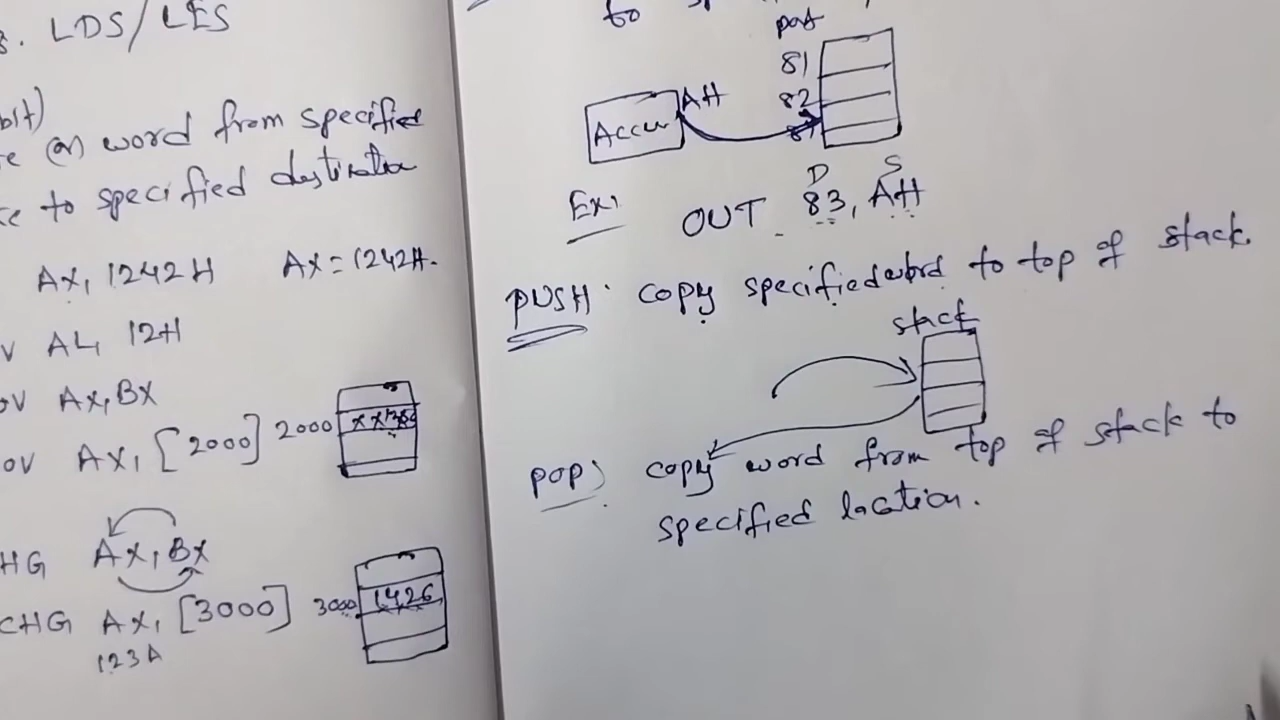 8. LDS/LES
bit)
(or) word from specified
to specified destination
AX, 1242H AX = 1242H.
V AL, 12H
OV AX, BX
OV AX, [2000] 2000
HG AX, BX
CHG AX, [3000] 3000 1426
123A
to
port
81
82
Accu AH
D S
Ex: OUT 83, AH
PUSH: copy specified word to top of stack.
stack
POP: copy word from top of stack to
specified location.